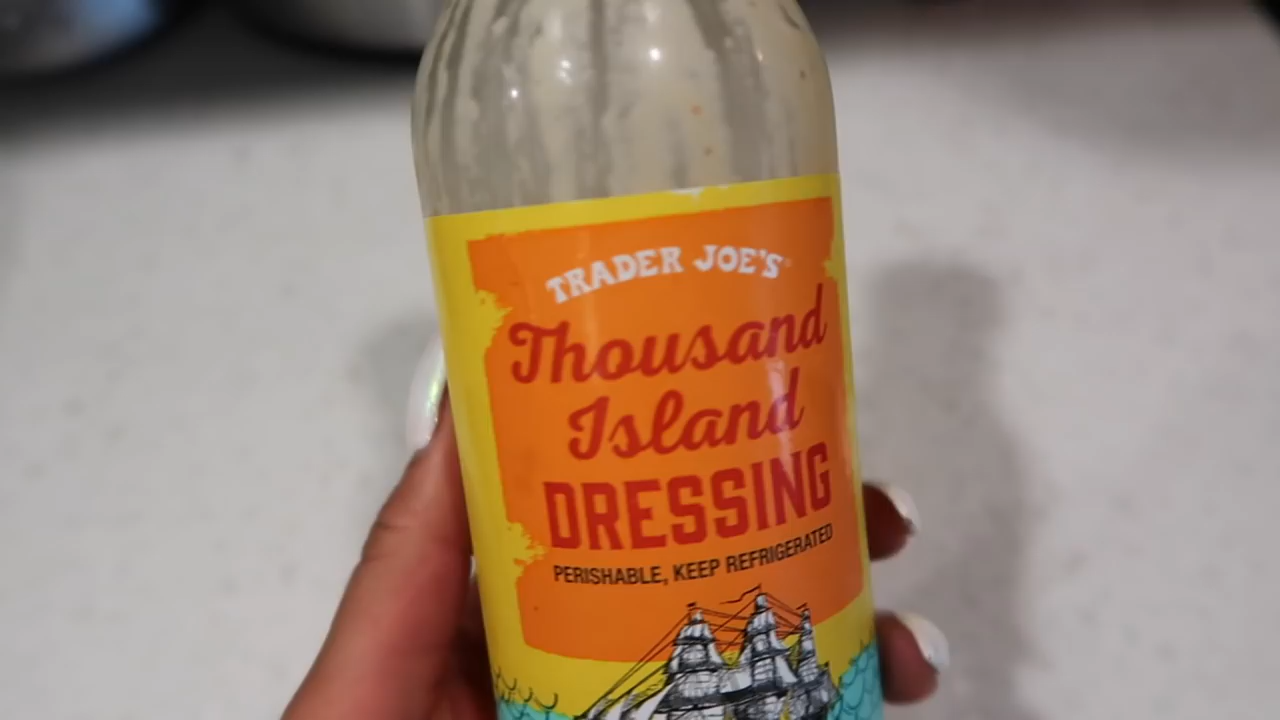 TRADER JOE'S
Thousand
Island
DRESSING
PERISHABLE, KEEP REFRIGERATED